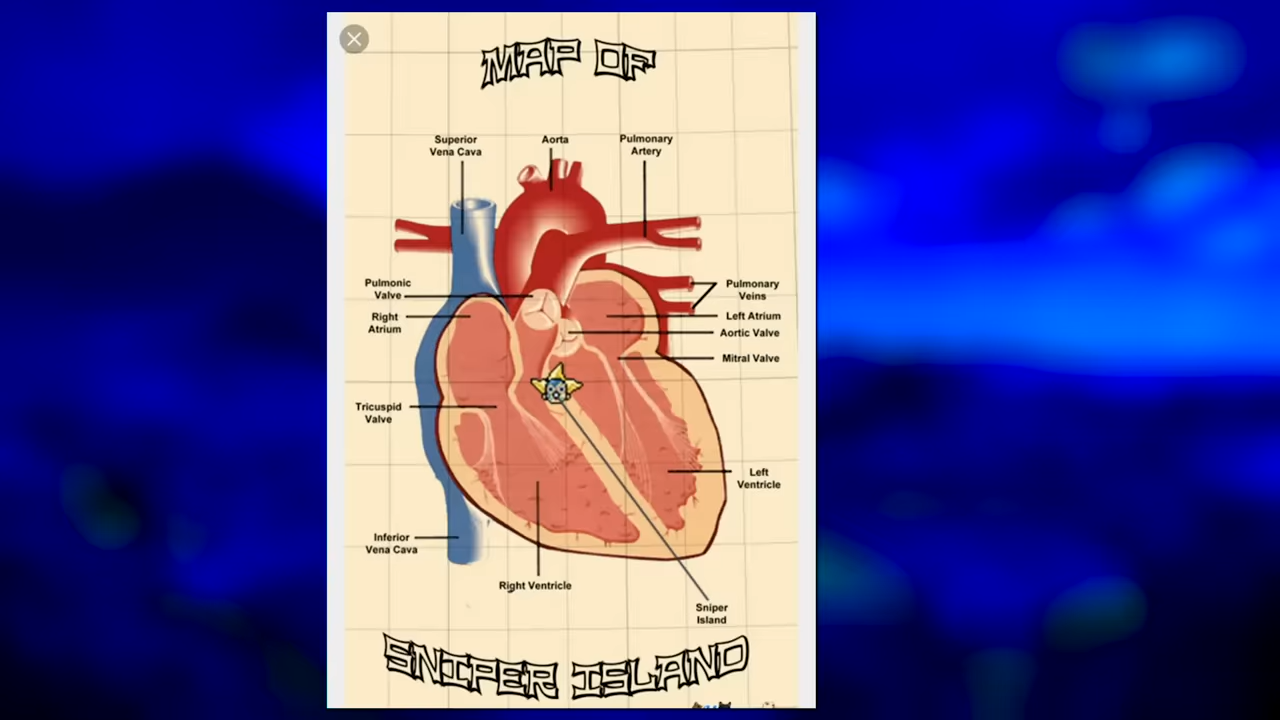 MAP OF
Superior
Vena Cava
Aorta
Pulmonary
Artery
Pulmonic
Valve
Right
Atrium
Pulmonary
Veins
Left Atrium
Aortic Valve
Mitral Valve
Tricuspid
Valve
Left
Ventricle
Inferior
Vena Cava
Right Ventricle
Sniper
Island
SNIPER ISLAND